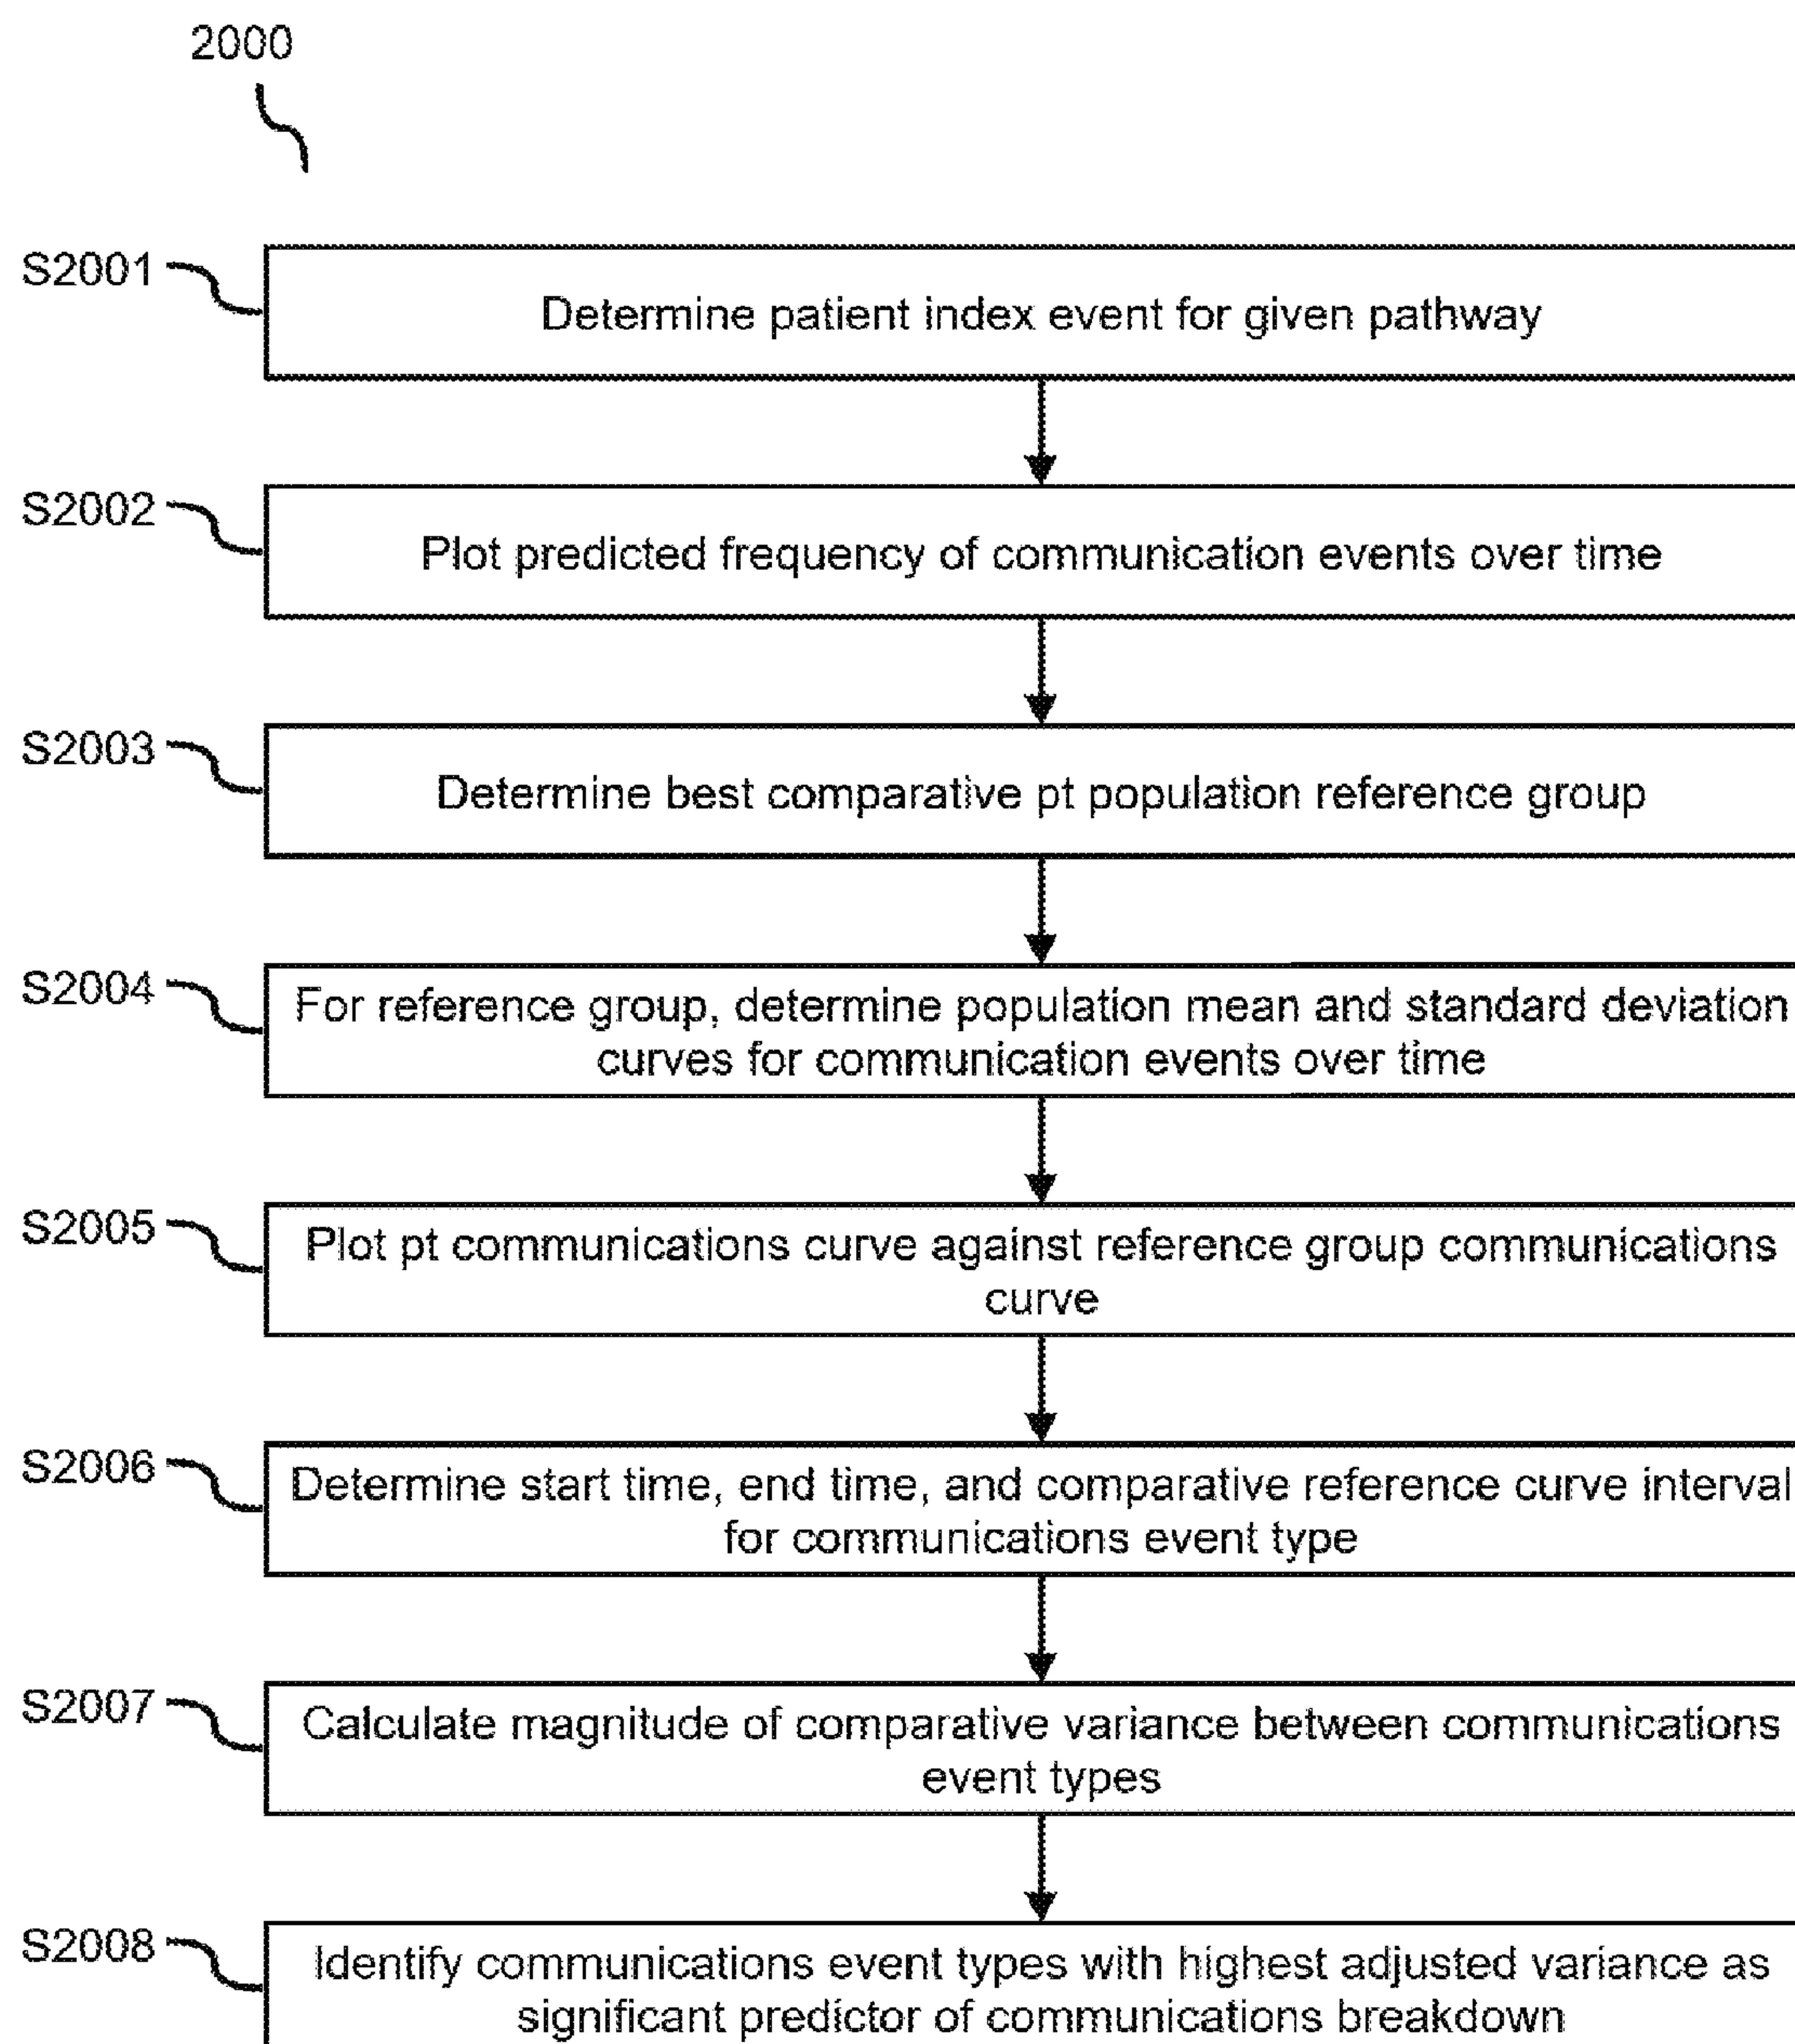 2000
S2001
Determine patient index event for given pathway
S2002
Plot predicted frequency of communication events over time
S2003
Determine best comparative pt population reference group
S2004
For reference group, determine population mean and standard deviation
curves for communication events over time
S2005
Plot pt communications curve against reference group communications
curve
S2006
Determine start time, end time, and comparative reference curve interval
for communications event type
S2007
Calculate magnitude of comparative variance between communications
event types
S2008
Identify communications event types with highest adjusted variance as
significant predictor of communications breakdown